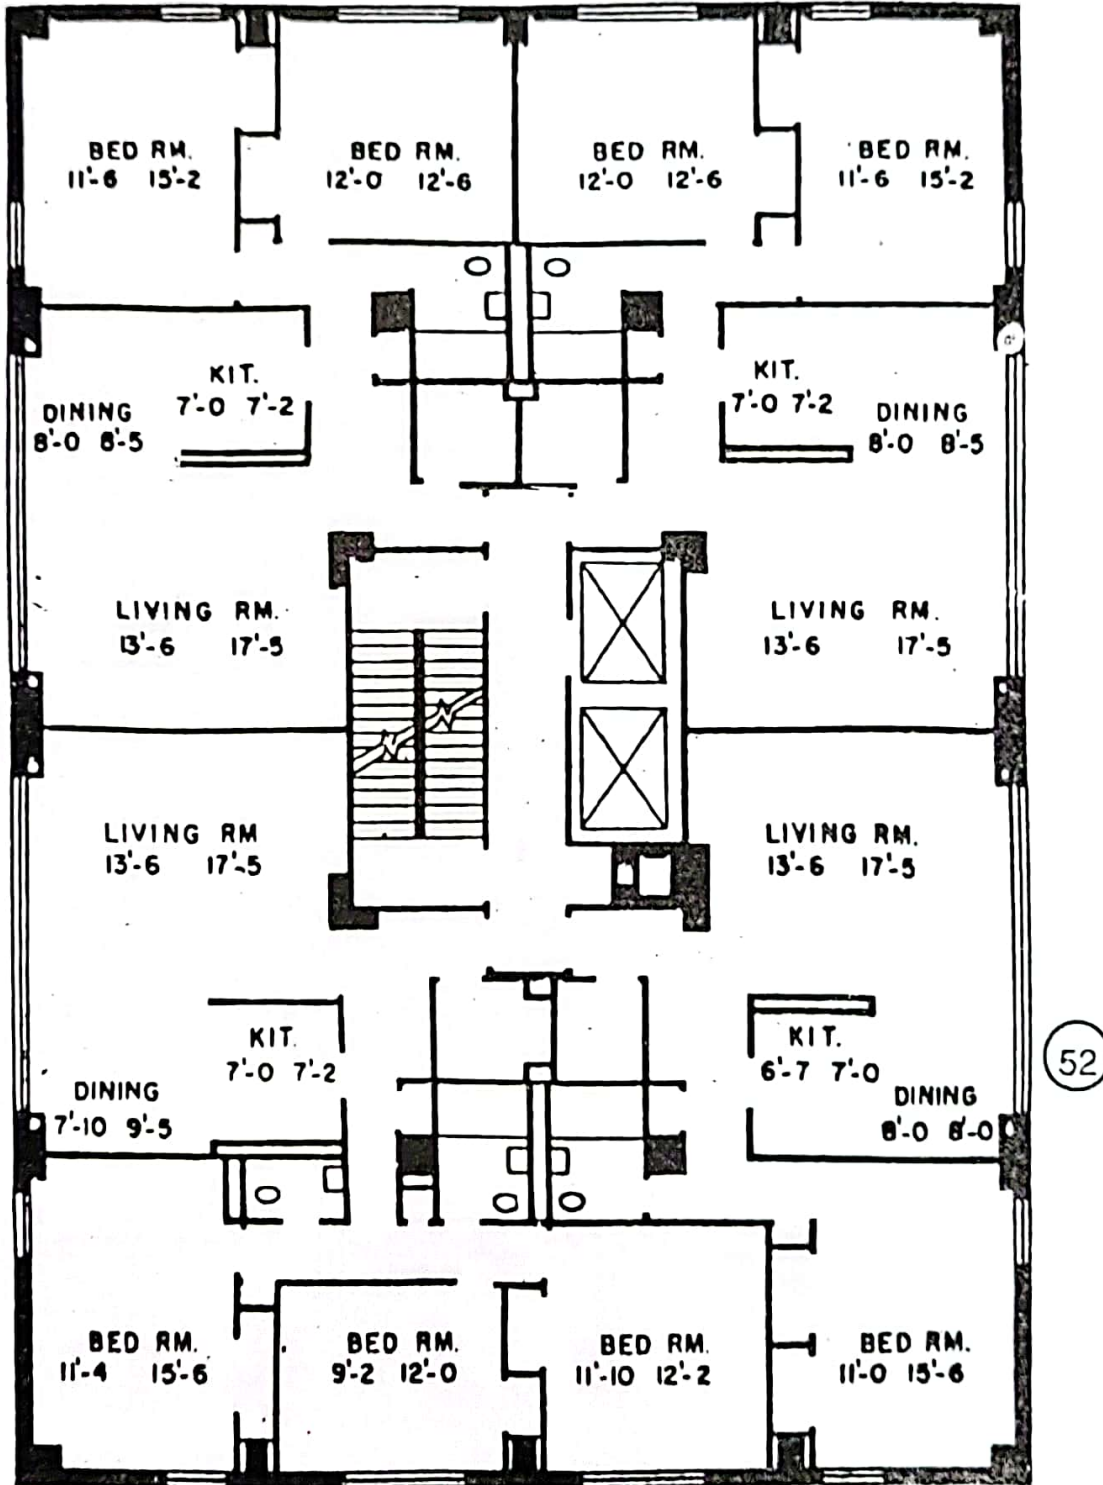 BED RM.
11'-6 15'-2
BED RM.
12'-0 12'-6
BED RM.
12'-0 12'-6
BED RM.
11'-6 15'-2
KIT.
7'-0 7'-2
DINING
8'-0 8'-5
KIT.
7'-0 7'-2
DINING
8'-0 8'-5
LIVING RM.
13'-6 17'-5
LIVING RM.
13'-6 17'-5
LIVING RM
13'-6 17'-5
LIVING RM.
13'-6 17'-5
KIT.
7'-0 7'-2
DINING
7'-10 9'-5
KIT.
6'-7 7'-0
DINING
8'-0 8'-0
52
BED RM.
11'-4 15'-6
BED RM.
9'-2 12'-0
BED RM.
11'-10 12'-2
BED RM.
11'-0 15'-6